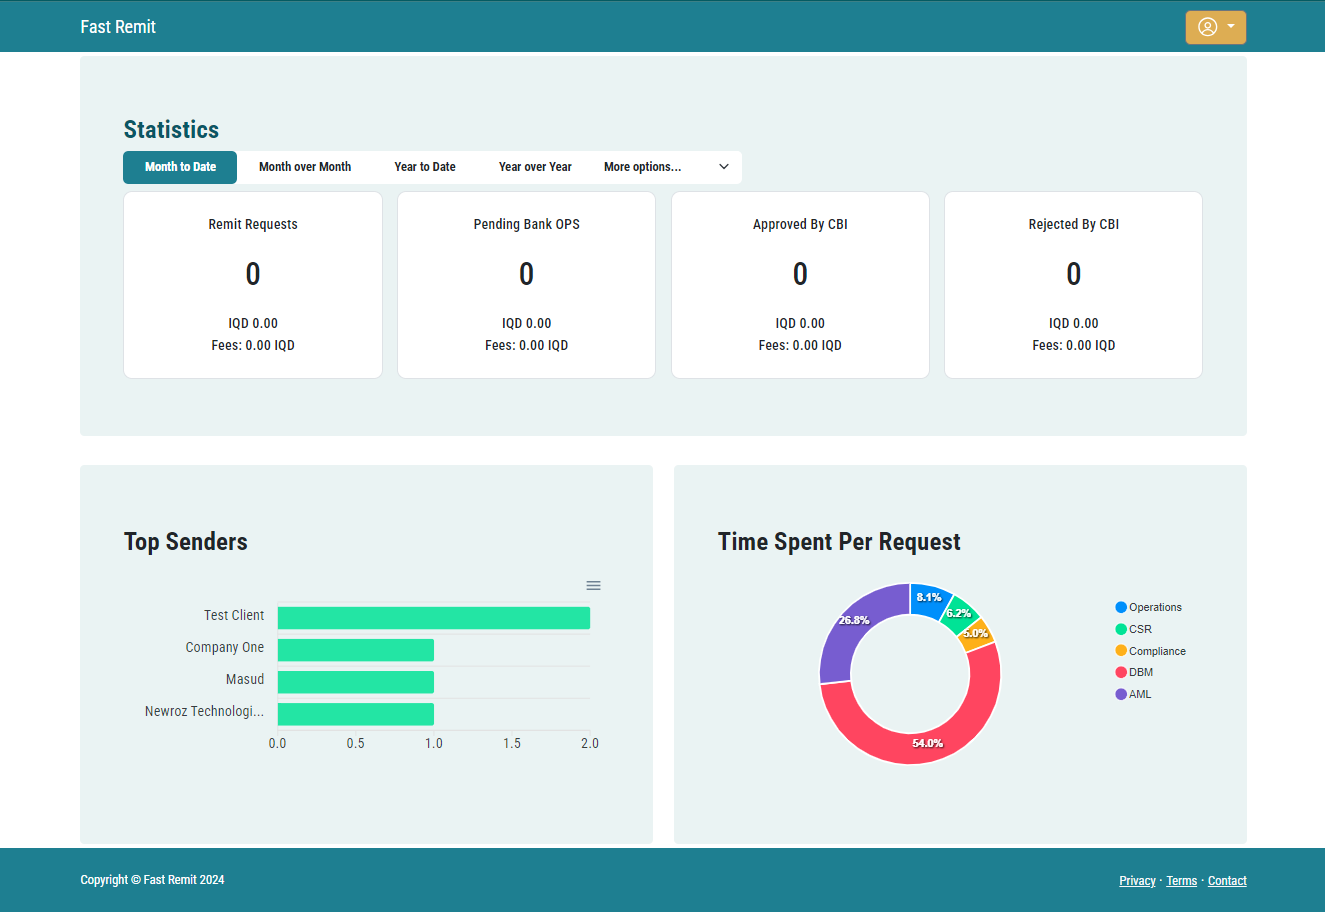 Fast Remit
Statistics
Month to Date
Month over Month
Year to Date
Year over Year
More options...
Remit Requests
0
IQD 0.00
Fees: 0.00 IQD
Pending Bank OPS
0
IQD 0.00
Fees: 0.00 IQD
Approved By CBI
0
IQD 0.00
Fees: 0.00 IQD
Rejected By CBI
0
IQD 0.00
Fees: 0.00 IQD
Top Senders
Test Client
Company One
Masud
Newroz Technologi...
0.0 0.5 1.0 1.5 2.0
Time Spent Per Request
8.1%
6.2%
5.0%
54.0%
26.8%
Operations
CSR
Compliance
DBM
AML
Copyright © Fast Remit 2024
Privacy · Terms · Contact